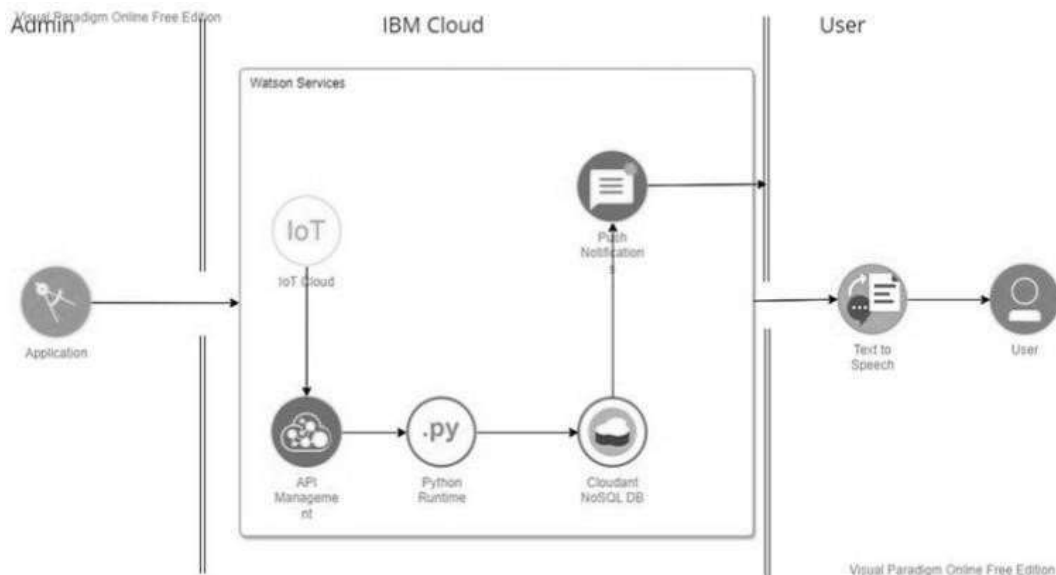 Visual Paradigm Online Free Edition
Admin
IBM Cloud
User
Watson Services
IoT
IoT Cloud
Push
Notification
s
Application
Text to
Speech
User
.py
API
Manageme
nt
Python
Runtime
Cloudant
NoSQL DB
Visual Paradigm Online Free Edition